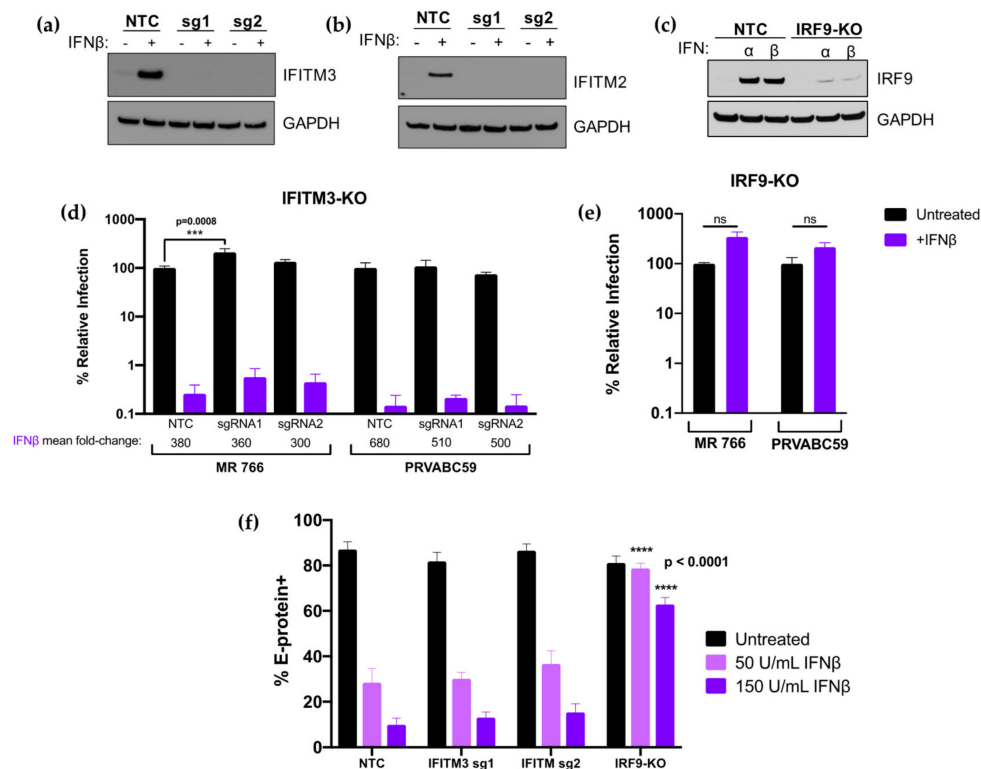 (a)
NTC sg1 sg2
IFNβ: - + - + - +
IFITM3
GAPDH
(b)
NTC sg1 sg2
IFNβ: - + - + - +
IFITM2
GAPDH
(c)
NTC IRF9-KO
IFN: α β α β
IRF9
GAPDH
(d)
IFITM3-KO
% Relative Infection
1000
100
10
1
0.1
p=0.0008
***
NTC sgRNA1 sgRNA2 NTC sgRNA1 sgRNA2
IFNβ mean fold-change: 380 360 300 680 510 500
MR 766 PRVABC59
(e)
IRF9-KO
% Relative Infection
1000
100
10
1
0.1
ns ns
MR 766 PRVABC59
Untreated
+IFNβ
(f)
% E-protein+
100
80
60
40
20
0
**** p < 0.0001
****
NTC IFITM3 sg1 IFITM sg2 IRF9-KO
Untreated
50 U/mL IFNβ
150 U/mL IFNβ